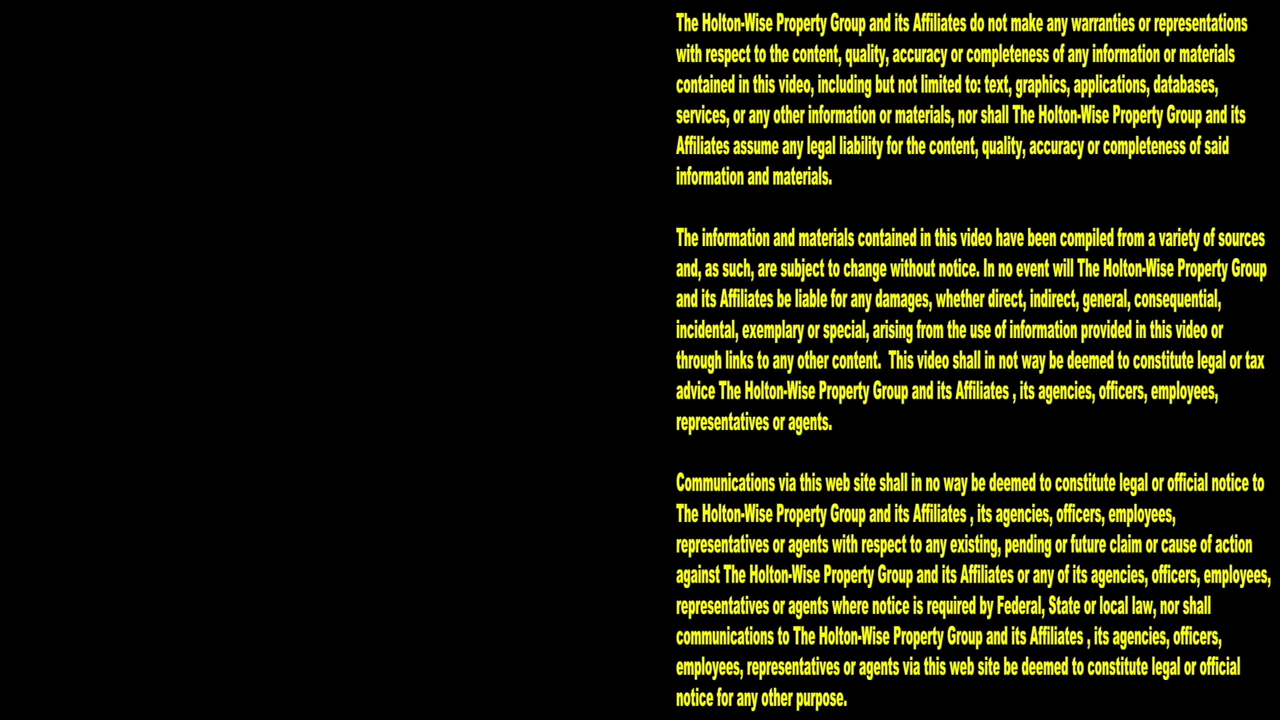 The Holton-Wise Property Group and its Affiliates do not make any warranties or representations
with respect to the content, quality, accuracy or completeness of any information or materials
contained in this video, including but not limited to: text, graphics, applications, databases,
services, or any other information or materials, nor shall The Holton-Wise Property Group and its
Affiliates assume any legal liability for the content, quality, accuracy or completeness of said
information and materials.

The information and materials contained in this video have been compiled from a variety of sources
and, as such, are subject to change without notice. In no event will The Holton-Wise Property Group
and its Affiliates be liable for any damages, whether direct, indirect, general, consequential,
incidental, exemplary or special, arising from the use of information provided in this video or
through links to any other content.  This video shall in not way be deemed to constitute legal or tax
advice The Holton-Wise Property Group and its Affiliates , its agencies, officers, employees,
representatives or agents.

Communications via this web site shall in no way be deemed to constitute legal or official notice to
The Holton-Wise Property Group and its Affiliates , its agencies, officers, employees,
representatives or agents with respect to any existing, pending or future claim or cause of action
against The Holton-Wise Property Group and its Affiliates or any of its agencies, officers, employees,
representatives or agents where notice is required by Federal, State or local law, nor shall
communications to The Holton-Wise Property Group and its Affiliates , its agencies, officers,
employees, representatives or agents via this web site be deemed to constitute legal or official
notice for any other purpose.